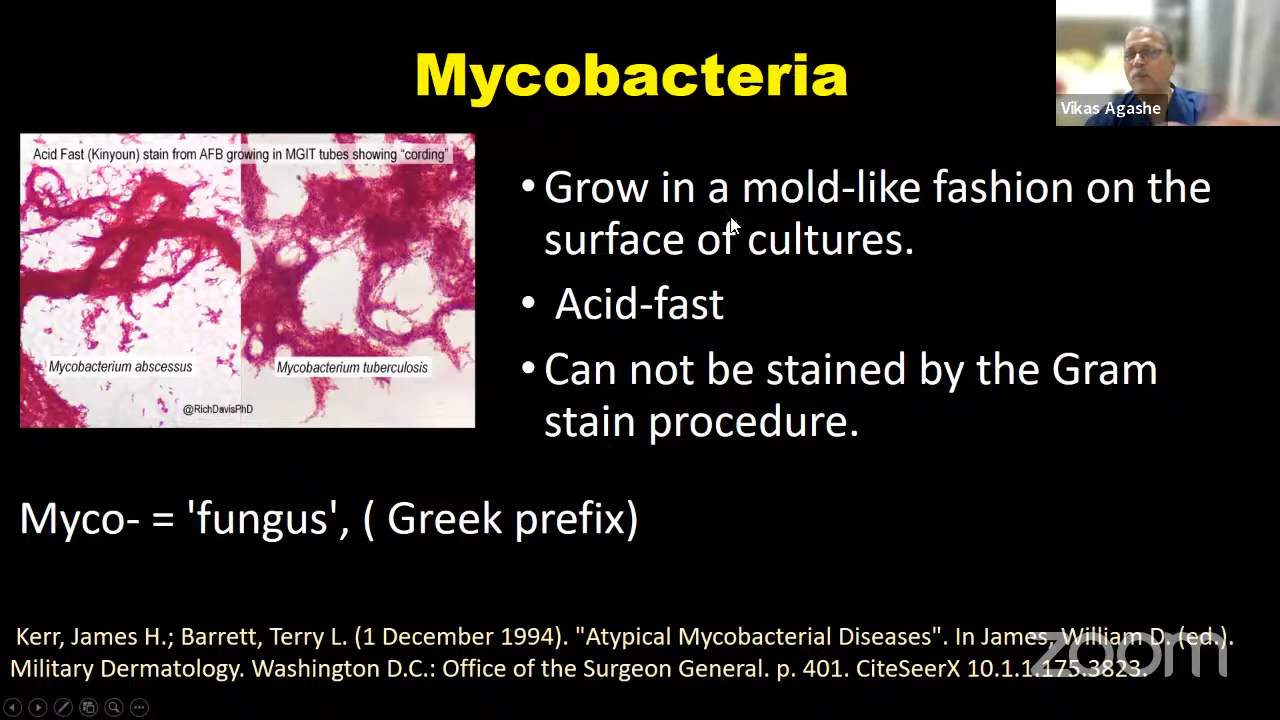 Mycobacteria
Vikas Agashe
Acid Fast (Kinyoun) stain from AFB growing in MGIT tubes showing “cording”
Mycobacterium abscessus
Mycobacterium tuberculosis
@RichDavisPhD
• Grow in a mold-like fashion on the
surface of cultures.
• Acid-fast
• Can not be stained by the Gram
stain procedure.
Myco- = 'fungus', ( Greek prefix)
Kerr, James H.; Barrett, Terry L. (1 December 1994). "Atypical Mycobacterial Diseases". In James, William D. (ed.).
Military Dermatology. Washington D.C.: Office of the Surgeon General. p. 401. CiteSeerX 10.1.1.175.3823.
zoom